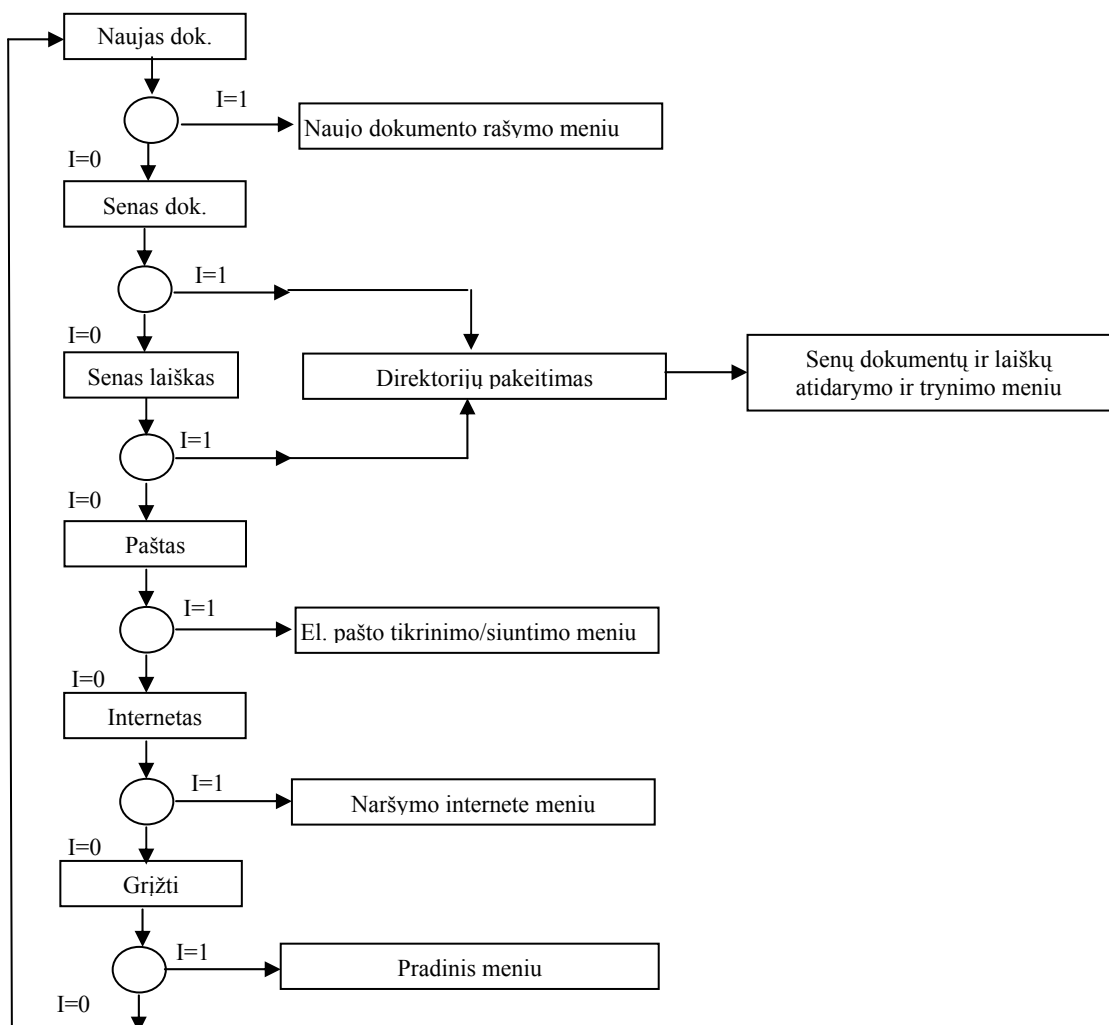 Naujas dok.
I=1
Naujo dokumento rašymo meniu
I=0
Senas dok.
I=1
I=0
Senas laiškas
Direktorijų pakeitimas
Senų dokumentų ir laiškų
atidarymo ir trynimo meniu
I=1
I=0
Paštas
I=1
El. pašto tikrinimo/siuntimo meniu
I=0
Internetas
I=1
Naršymo internete meniu
I=0
Grįžti
I=1
Pradinis meniu
I=0